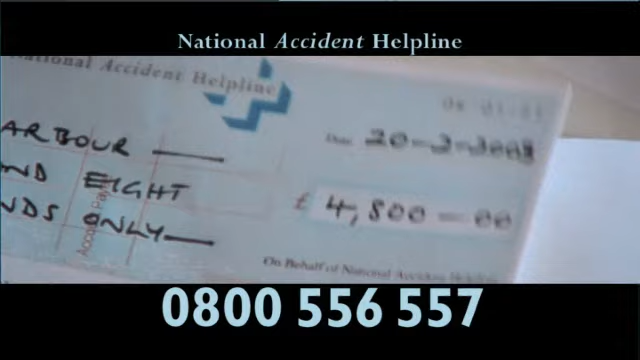 National Accident Helpline
National Accident Helpline
ARBOUR
Date 20-2-2003
ND EIGHT
£ 4,800-00
NDS ONLY
On Behalf of National Accident Helpline
0800 556 557